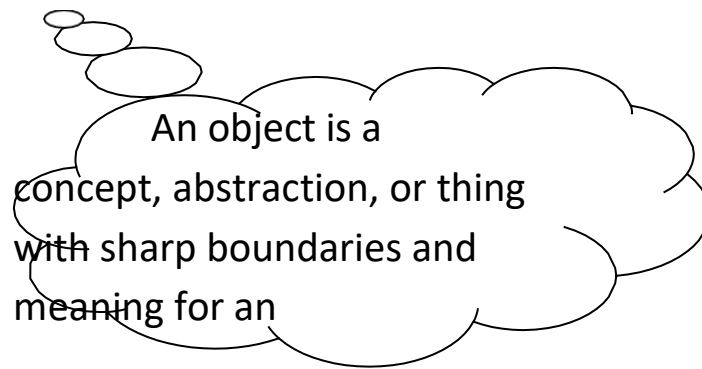 An object is a
concept, abstraction, or thing
with sharp boundaries and
meaning for an